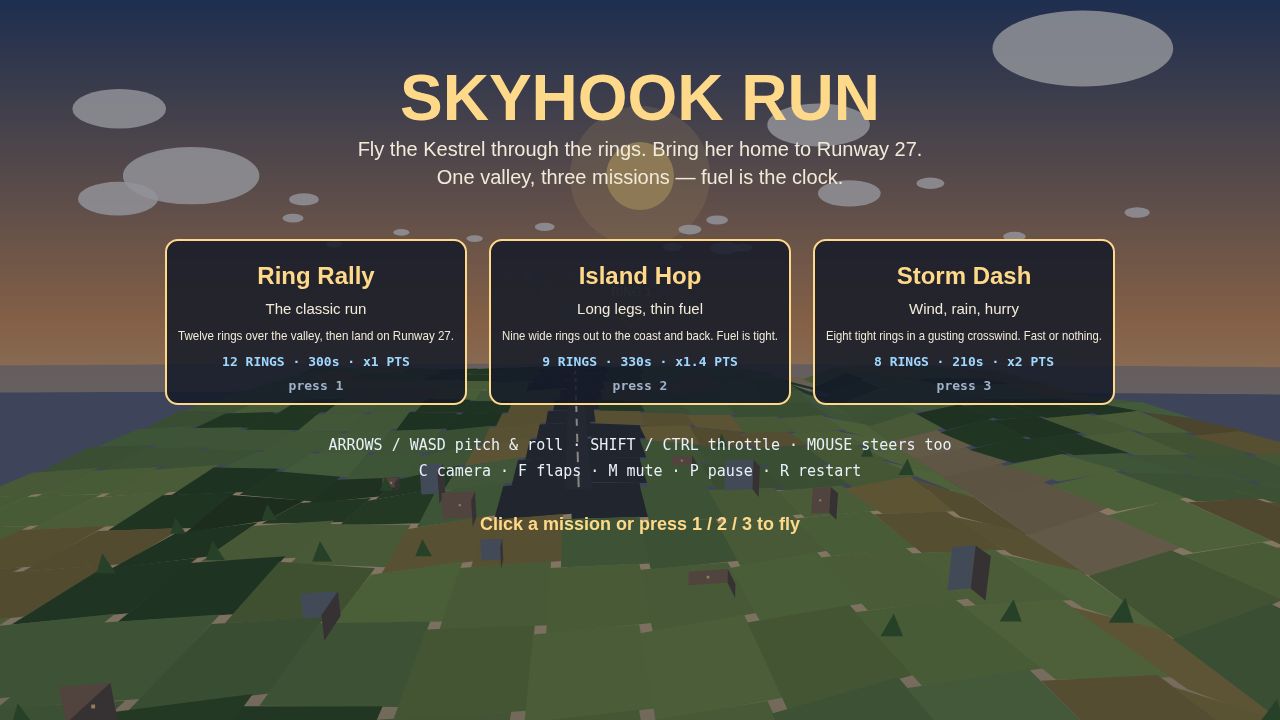 SKYHOOK RUN
Fly the Kestrel through the rings. Bring her home to Runway 27.
One valley, three missions — fuel is the clock.
Ring Rally
The classic run
Twelve rings over the valley, then land on Runway 27.
12 RINGS · 300s · x1 PTS
press 1
Island Hop
Long legs, thin fuel
Nine wide rings out to the coast and back. Fuel is tight.
9 RINGS · 330s · x1.4 PTS
press 2
Storm Dash
Wind, rain, hurry
Eight tight rings in a gusting crosswind. Fast or nothing.
8 RINGS · 210s · x2 PTS
press 3
ARROWS / WASD pitch & roll · SHIFT / CTRL throttle · MOUSE steers too
C camera · F flaps · M mute · P pause · R restart
Click a mission or press 1 / 2 / 3 to fly